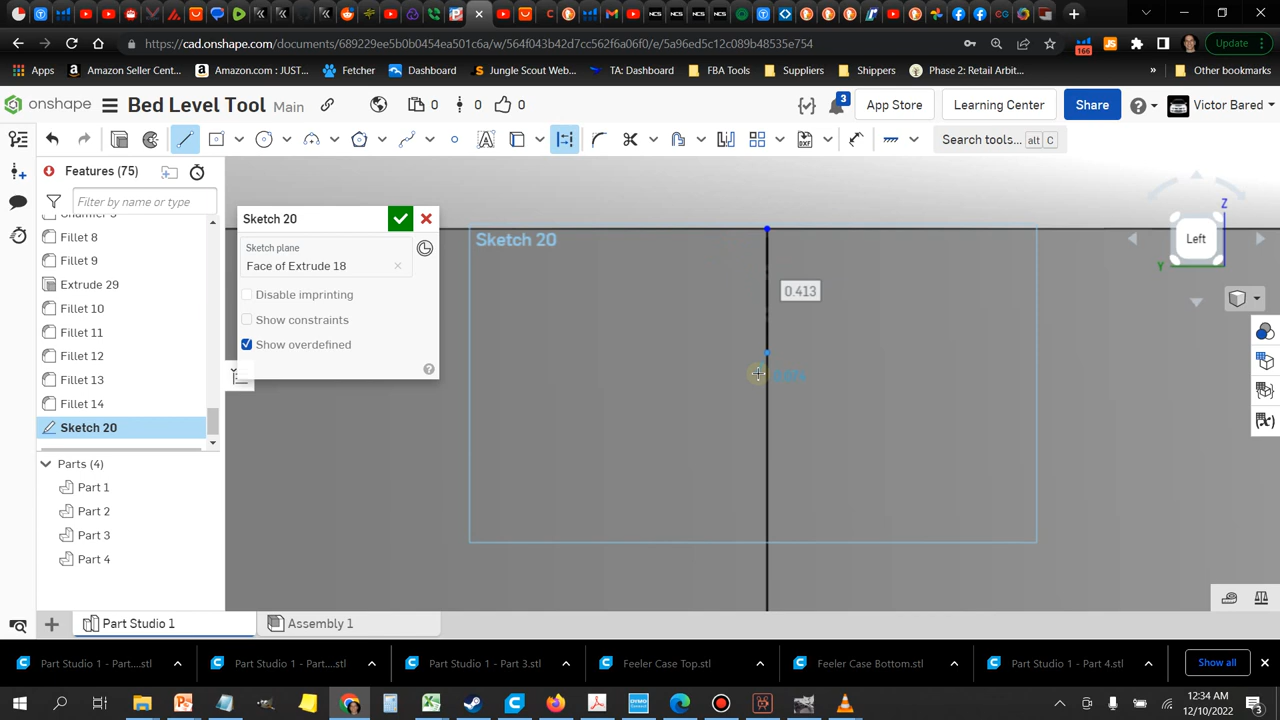 https://cad.onshape.com/documents/689229ed5b0b0454ea501c6a/w/564f043b42d7cc562f6a06f0/e/5a96ed5c12c089b48535e754
166
JS
Update
Apps
Amazon Seller Cent...
Amazon.com : JUST...
Fetcher
Dashboard
Jungle Scout Web...
TA: Dashboard
FBA Tools
Suppliers
Shippers
Phase 2: Retail Arbit...
»
Other bookmarks
onshape
Bed Level Tool
Main
0
0
0
3
App Store
Learning Center
Share
Victor Bared
Search tools...
alt
C
Features (75)
Filter by name or type
Fillet 8
Fillet 9
Extrude 29
Fillet 10
Fillet 11
Fillet 12
Fillet 13
Fillet 14
Sketch 20
Parts (4)
Part 1
Part 2
Part 3
Part 4
Sketch 20
Sketch plane
Face of Extrude 18
Disable imprinting
Show constraints
Show overdefined
Sketch 20
0.413
Z
Left
Y
Part Studio 1
Assembly 1
Part Studio 1 - Part....stl
Part Studio 1 - Part....stl
Part Studio 1 - Part 3.stl
Feeler Case Top.stl
Feeler Case Bottom.stl
Part Studio 1 - Part 4.stl
Show all
12:34 AM
12/10/2022
3